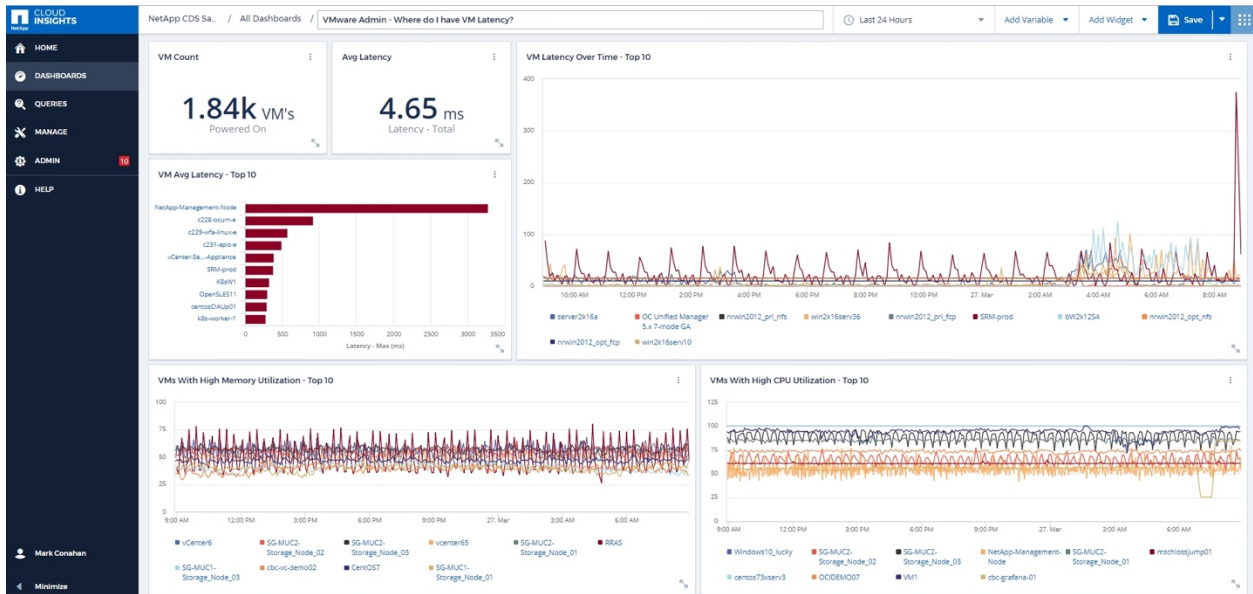 CLOUD
INSIGHTS
NetApp
NetApp CDS Sa... / All Dashboards / VMware Admin - Where do I have VM Latency?
Last 24 Hours
Add Variable
Add Widget
Save
HOME
DASHBOARDS
QUERIES
MANAGE
ADMIN 10
HELP
Mark Conahan
Minimize
VM Count
1.84k VM's
Powered On
Avg Latency
4.65 ms
Latency - Total
VM Avg Latency - Top 10
NetApp-Management-Node
c228-ocum-e
c229-wfa-linux-e
c231-apis-e
vCenter-Se...-Appliance
SRM-prod
K8sW1
OpenSLES11
centosCIAUp01
k8s-worker-1
0 500 1000 1500 2000 2500 3000 3500
Latency - Max (ms)
VM Latency Over Time - Top 10
400
300
200
100
0
10:00 AM 12:00 PM 2:00 PM 4:00 PM 6:00 PM 8:00 PM 10:00 PM 27. Mar 2:00 AM 4:00 AM 6:00 AM 8:00 AM
server2k16a OC Unified Manager nrwin2012_pri_nfs win2k16serv36 nrwin2012_pri_fcp SRM-prod bW2k12S4 nrwin2012_opt_nfs
5.x 7-mode GA
nrwin2012_opt_fcp win2k16serv10
VMs With High Memory Utilization - Top 10
100
75
50
25
0
9:00 AM 12:00 PM 3:00 PM 6:00 PM 9:00 PM 27. Mar 3:00 AM 6:00 AM
vCenter6 SG-MUC2- SG-MUC2- vcenter65 SG-MUC2- RRAS
Storage_Node_02 Storage_Node_03 Storage_Node_01
SG-MUC1- cbc-vc-demo02 CentOS7 SG-MUC1-
Storage_Node_03 Storage_Node_01
VMs With High CPU Utilization - Top 10
125
100
75
50
25
0
9:00 AM 12:00 PM 3:00 PM 6:00 PM 9:00 PM 27. Mar 3:00 AM 6:00 AM
Windows10_lucky SG-MUC2- SG-MUC2- NetApp-Management- SG-MUC2- mschlossjump01
Storage_Node_02 Storage_Node_03 Node Storage_Node_01
centos73xserv3 OCIDEMO07 VM1 cbc-grafana-01